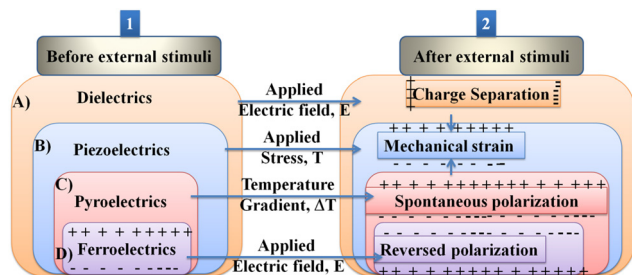 1
2
Before external stimuli
After external stimuli
A)
Dielectrics
Applied
Electric field, E
Charge Separation
B)
Piezoelectrics
Applied
Stress, T
Mechanical strain
C)
Pyroelectrics
Temperature
Gradient, ΔT
Spontaneous polarization
D)
Ferroelectrics
Applied
Electric field, E
Reversed polarization